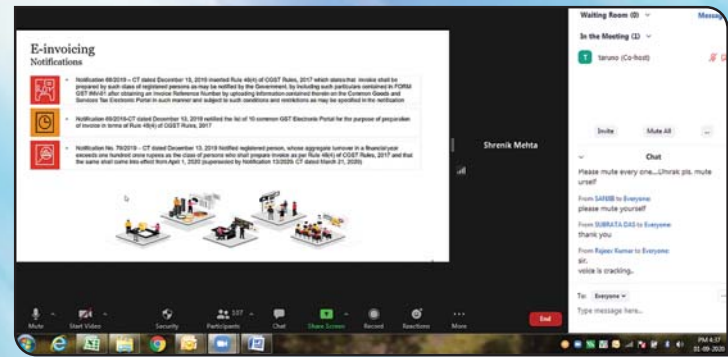 E-invoicing
Notifications
• Notification 68/2019 – CT dated December 13, 2019 inserted Rule 48(4) of CGST Rules, 2017 which states that invoice shall be
prepared by such class of registered persons as may be notified by the Government, by including such particulars contained in FORM
GST INV-01 after obtaining an Invoice Reference Number by uploading information contained therein on the Common Goods and
Services Tax Electronic Portal in such manner and subject to such conditions and restrictions as may be specified in the notification
• Notification 69/2019-CT dated December 13, 2019 notified the list of 10 common GST Electronic Portal for the purpose of preparation
of invoice in terms of Rule 48(4) of CGST Rules, 2017
• Notification No. 70/2019 – CT dated December 13, 2019 Notified registered person, whose aggregate turnover in a financial year
exceeds one hundred crore rupees as the class of persons who shall prepare invoice as per Rule 48(4) of CGST Rules, 2017 and that
the same shall come into effect from April 1, 2020 (superseded by Notification 13/2020- CT dated March 21, 2020)
Shrenik Mehta
Waiting Room (0)
Messag
In the Meeting (1)
T taruno (Co-host)
Invite Mute All ...
Chat
Please mute every one...Uhrak pls. mute
urself
From SANJIB to Everyone:
please mute yourself
From SUBRATA DAS to Everyone:
thank you
From Rajeev Kumar to Everyone:
sir,
voice is cracking..
To: Everyone
Type message here...
Mute Start Video Security Participants 107 Chat Share Screen Record Reactions More End
PM 4:37
01-09-2020